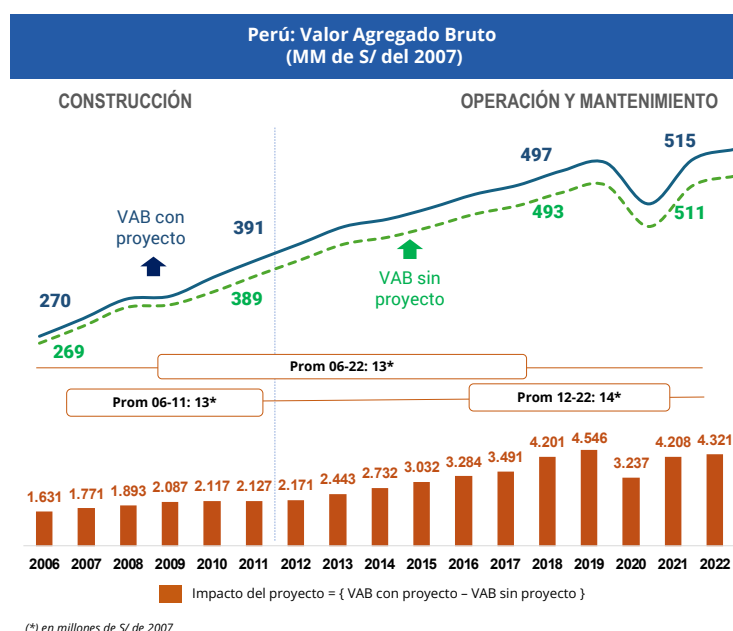 Perú: Valor Agregado Bruto
(MM de S/ del 2007)
CONSTRUCCIÓN
OPERACIÓN Y MANTENIMIENTO
515
497
VAB con
proyecto
391
493
511
VAB sin
proyecto
270
389
269
Prom 06-22: 13*
Prom 06-11: 13*
Prom 12-22: 14*
1.631 1.771 1.893 2.087 2.117 2.127 2.171 2.443 2.732 3.032 3.284 3.491 4.201 4.546 3.237 4.208 4.321
2006 2007 2008 2009 2010 2011 2012 2013 2014 2015 2016 2017 2018 2019 2020 2021 2022
Impacto del proyecto = { VAB con proyecto – VAB sin proyecto }
(*) en millones de S/ de 2007